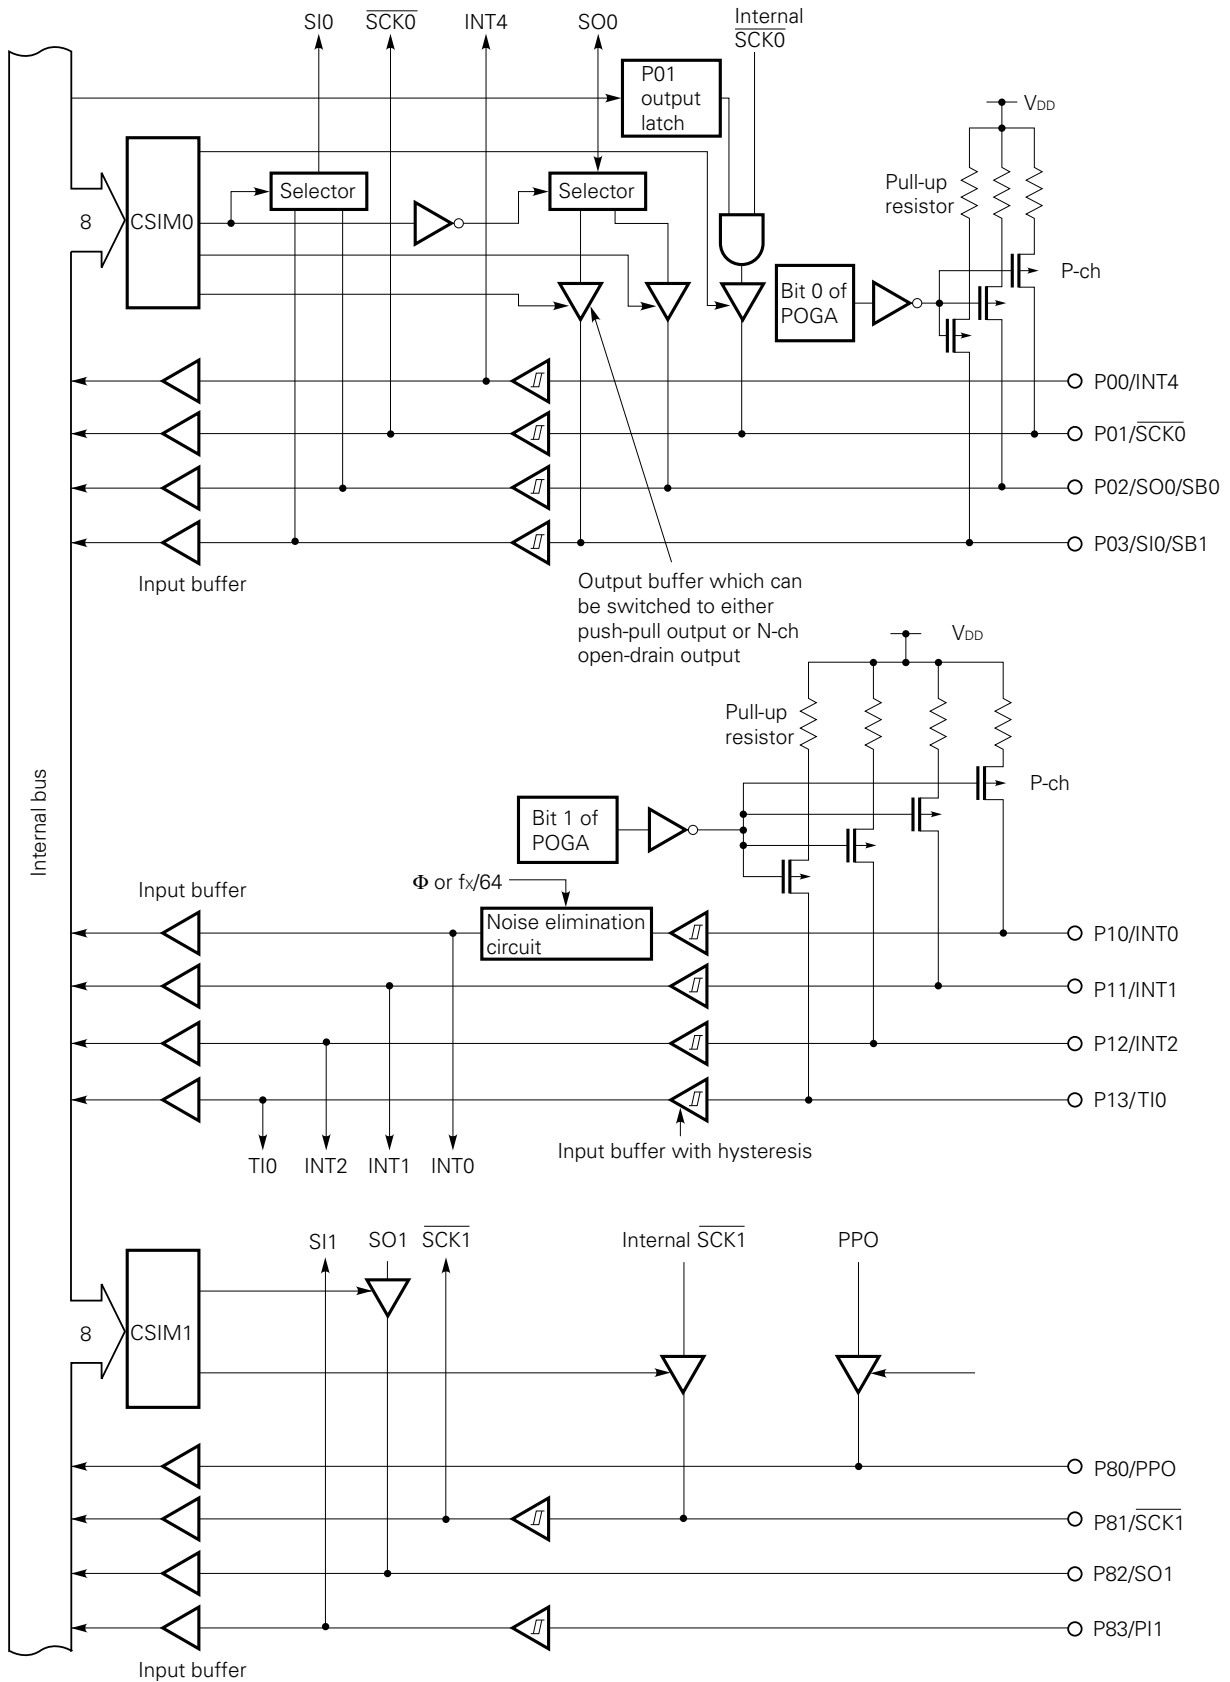 SI0
SCK0
INT4
SO0
Internal
SCK0
P01
output
latch
VDD
Pull-up
resistor
8
CSIM0
Selector
Selector
P-ch
Bit 0 of
POGA
P00/INT4
P01/SCK0
P02/SO0/SB0
P03/SI0/SB1
Input buffer
Output buffer which can
be switched to either
push-pull output or N-ch
open-drain output
VDD
Pull-up
resistor
P-ch
Internal bus
Bit 1 of
POGA
Φ or fX/64
Input buffer
Noise elimination
circuit
P10/INT0
P11/INT1
P12/INT2
P13/TI0
Input buffer with hysteresis
TI0
INT2
INT1
INT0
SI1
SO1
SCK1
Internal SCK1
PPO
8
CSIM1
P80/PPO
P81/SCK1
P82/SO1
P83/PI1
Input buffer